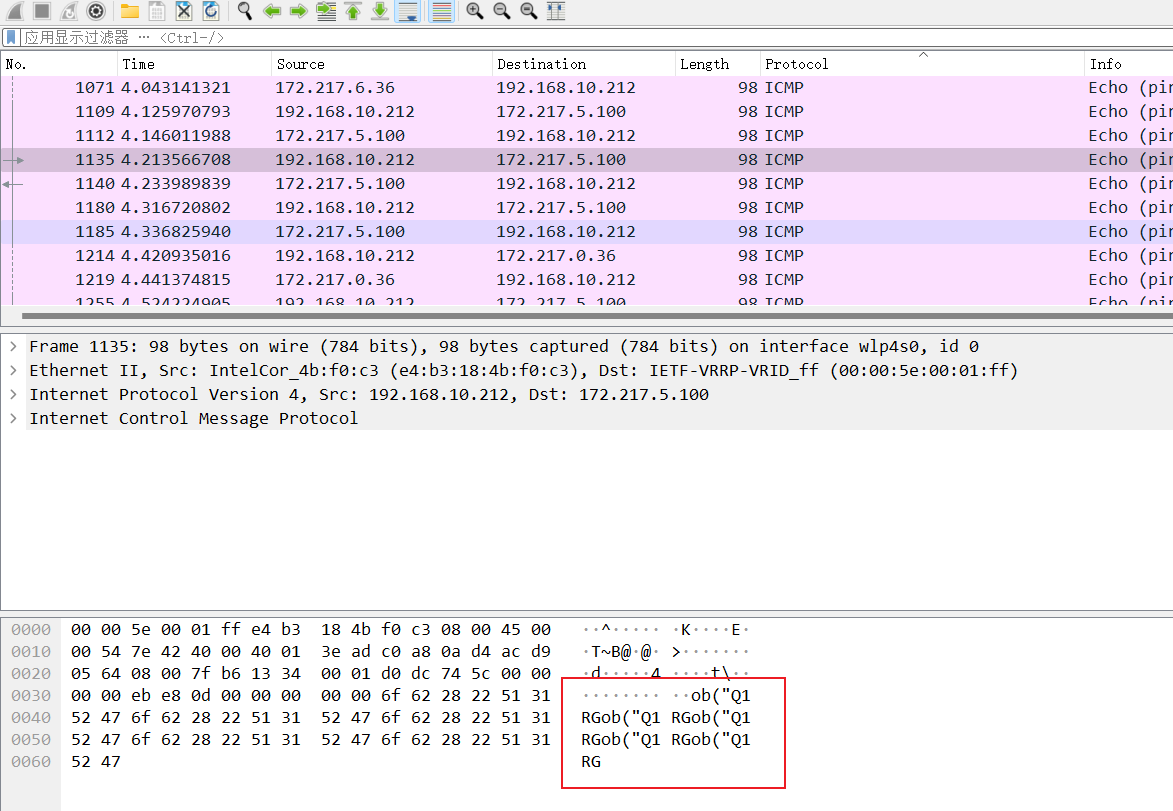 应用显示过滤器 … <Ctrl-/>
No. Time Source Destination Length Protocol Info
1071 4.043141321 172.217.6.36 192.168.10.212 98 ICMP Echo (pin
1109 4.125970793 192.168.10.212 172.217.5.100 98 ICMP Echo (pin
1112 4.146011988 172.217.5.100 192.168.10.212 98 ICMP Echo (pin
1135 4.213566708 192.168.10.212 172.217.5.100 98 ICMP Echo (pin
1140 4.233989839 172.217.5.100 192.168.10.212 98 ICMP Echo (pin
1180 4.316720802 192.168.10.212 172.217.5.100 98 ICMP Echo (pin
1185 4.336825940 172.217.5.100 192.168.10.212 98 ICMP Echo (pin
1214 4.420935016 192.168.10.212 172.217.0.36 98 ICMP Echo (pin
1219 4.441374815 172.217.0.36 192.168.10.212 98 ICMP Echo (pin
1255 4.524224905 192.168.10.212 172.217.5.100 98 ICMP Echo (pin
Frame 1135: 98 bytes on wire (784 bits), 98 bytes captured (784 bits) on interface wlp4s0, id 0
Ethernet II, Src: IntelCor_4b:f0:c3 (e4:b3:18:4b:f0:c3), Dst: IETF-VRRP-VRID_ff (00:00:5e:00:01:ff)
Internet Protocol Version 4, Src: 192.168.10.212, Dst: 172.217.5.100
Internet Control Message Protocol
0000 00 00 5e 00 01 ff e4 b3 18 4b f0 c3 08 00 45 00 ··^····· ·K····E·
0010 00 54 7e 42 40 00 40 01 3e ad c0 a8 0a d4 ac d9 ·T~B@·@· >·······
0020 05 64 08 00 7f b6 13 34 00 01 d0 dc 74 5c 00 00 ·d·····4 ····t\··
0030 00 00 eb e8 0d 00 00 00 00 00 6f 62 28 22 51 31 ········ ··ob("Q1
0040 52 47 6f 62 28 22 51 31 52 47 6f 62 28 22 51 31 RGob("Q1 RGob("Q1
0050 52 47 6f 62 28 22 51 31 52 47 6f 62 28 22 51 31 RGob("Q1 RGob("Q1
0060 52 47 RG